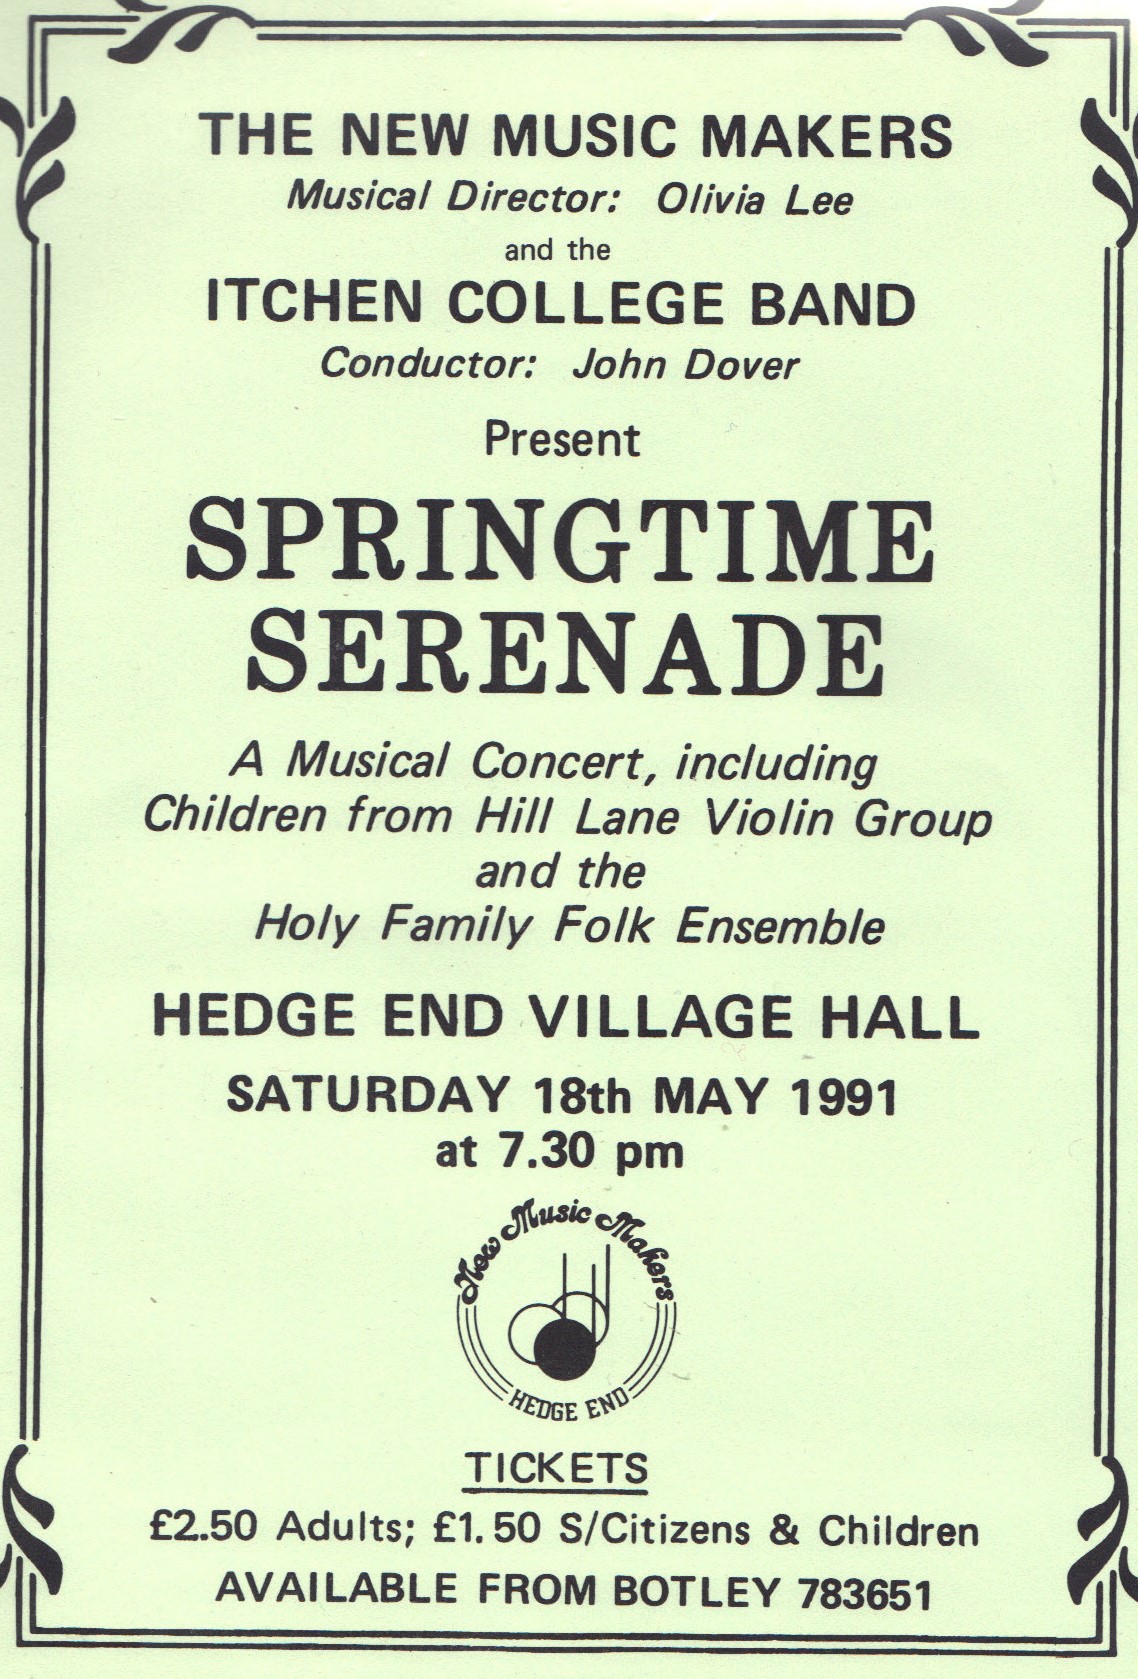 THE NEW MUSIC MAKERS
Musical Director: Olivia Lee
and the
ITCHEN COLLEGE BAND
Conductor: John Dover
Present
SPRINGTIME
SERENADE
A Musical Concert, including
Children from Hill Lane Violin Group
and the
Holy Family Folk Ensemble
HEDGE END VILLAGE HALL
SATURDAY 18th MAY 1991
at 7.30 pm
New Music Makers
HEDGE END
TICKETS
£2.50 Adults; £1.50 S/Citizens & Children
AVAILABLE FROM BOTLEY 783651